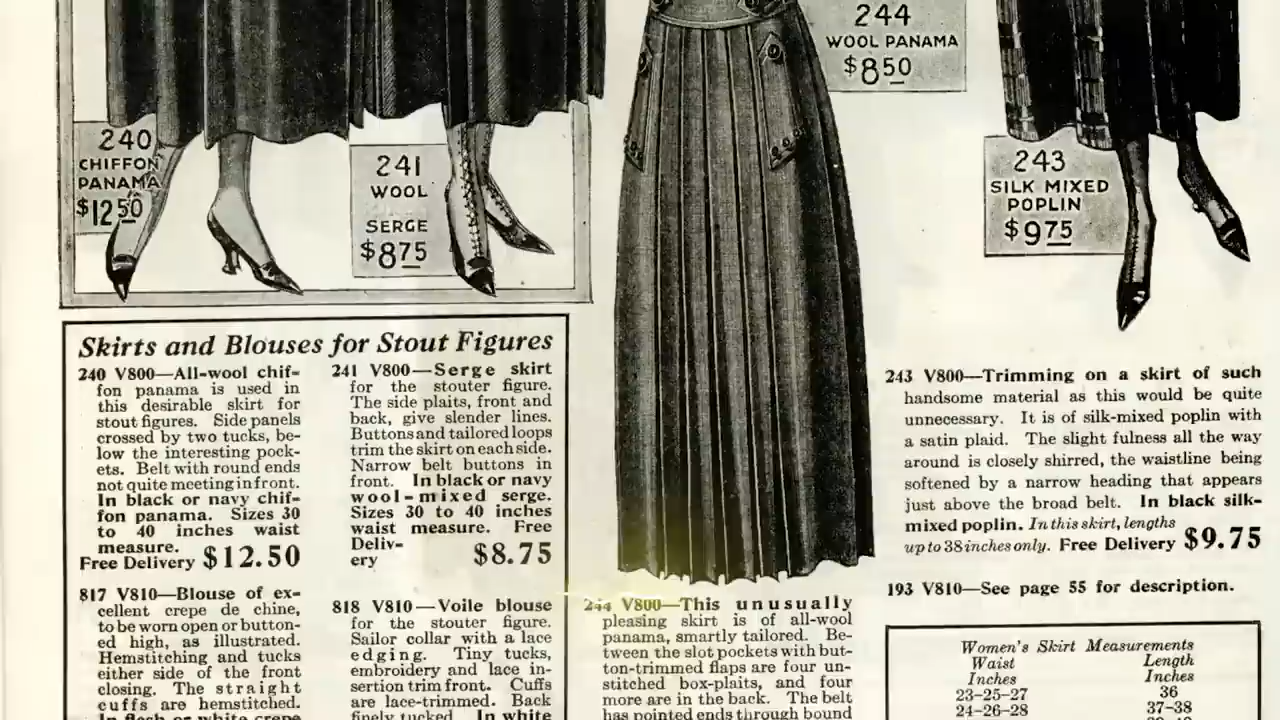 244
WOOL PANAMA
$8.50
240
CHIFFON
PANAMA
$12.50
241
WOOL
SERGE
$8.75
243
SILK MIXED
POPLIN
$9.75
Skirts and Blouses for Stout Figures
240 V800—All-wool chif-
fon panama is used in
this desirable skirt for
stout figures. Side panels
crossed by two tucks, be-
low the interesting pock-
ets. Belt with round ends
not quite meeting in front.
In black or navy chif-
fon panama. Sizes 30
to 40 inches waist
measure.
Free Delivery $12.50
817 V810—Blouse of ex-
cellent crepe de chine,
to be worn open or button-
ed high, as illustrated.
Hemstitching and tucks
either side of the front
closing. The straight
cuffs are hemstitched.
In flesh or white crepe
241 V800—Serge skirt
for the stouter figure.
The side plaits, front and
back, give slender lines.
Buttons and tailored loops
trim the skirt on each side.
Narrow belt buttons in
front. In black or navy
wool-mixed serge.
Sizes 30 to 40 inches
waist measure. Free
Deliv-
ery $8.75
818 V810—Voile blouse
for the stouter figure.
Sailor collar with a lace
edging. Tiny tucks,
embroidery and lace in-
sertion trim front. Cuffs
are lace-trimmed. Back
finely tucked. In white
244 V800—This unusually
pleasing skirt is of all-wool
panama, smartly tailored. Be-
tween the slot pockets with but-
ton-trimmed flaps are four un-
stitched box-plaits, and four
more are in the back. The belt
has pointed ends through bound
243 V800—Trimming on a skirt of such
handsome material as this would be quite
unnecessary. It is of silk-mixed poplin with
a satin plaid. The slight fulness all the way
around is closely shirred, the waistline being
softened by a narrow heading that appears
just above the broad belt. In black silk-
mixed poplin. In this skirt, lengths
up to 38 inches only. Free Delivery $9.75
193 V810—See page 55 for description.
Women's Skirt Measurements
Waist Length
Inches Inches
23-25-27 36
24-26-28 37-38